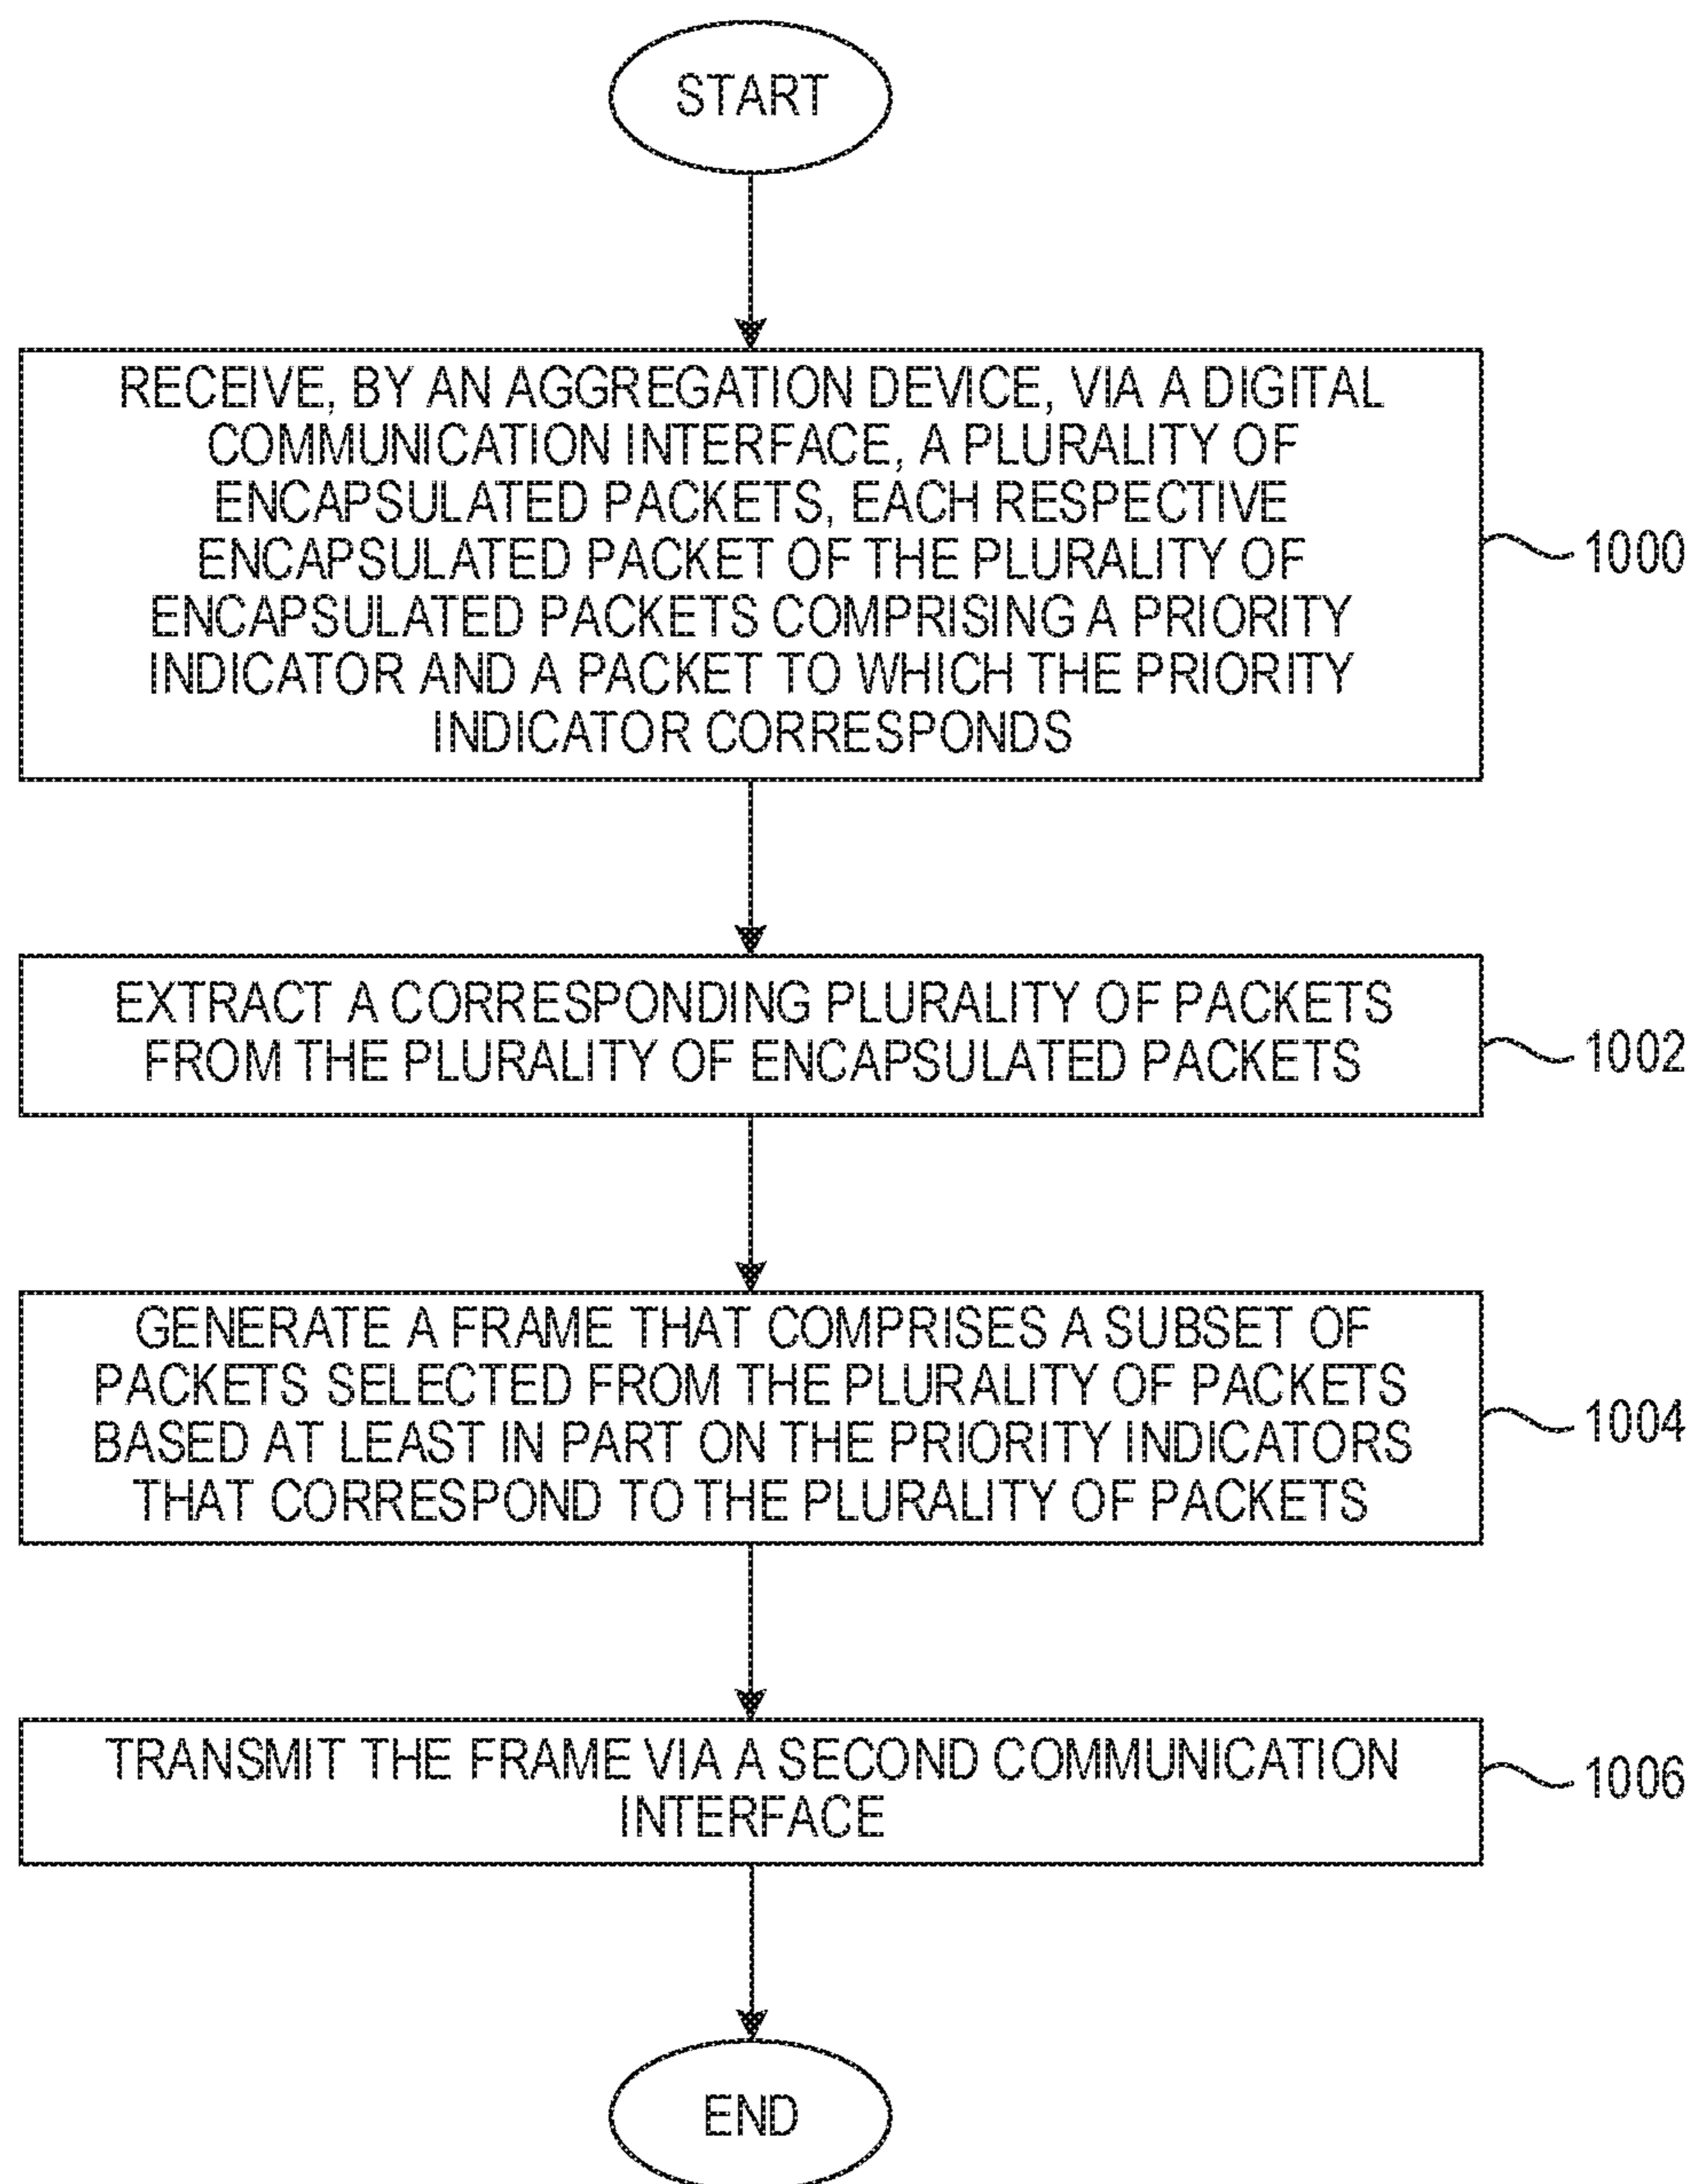 START
RECEIVE, BY AN AGGREGATION DEVICE, VIA A DIGITAL
COMMUNICATION INTERFACE, A PLURALITY OF
ENCAPSULATED PACKETS, EACH RESPECTIVE
ENCAPSULATED PACKET OF THE PLURALITY OF
ENCAPSULATED PACKETS COMPRISING A PRIORITY
INDICATOR AND A PACKET TO WHICH THE PRIORITY
INDICATOR CORRESPONDS
1000
EXTRACT A CORRESPONDING PLURALITY OF PACKETS
FROM THE PLURALITY OF ENCAPSULATED PACKETS
1002
GENERATE A FRAME THAT COMPRISES A SUBSET OF
PACKETS SELECTED FROM THE PLURALITY OF PACKETS
BASED AT LEAST IN PART ON THE PRIORITY INDICATORS
THAT CORRESPOND TO THE PLURALITY OF PACKETS
1004
TRANSMIT THE FRAME VIA A SECOND COMMUNICATION
INTERFACE
1006
END